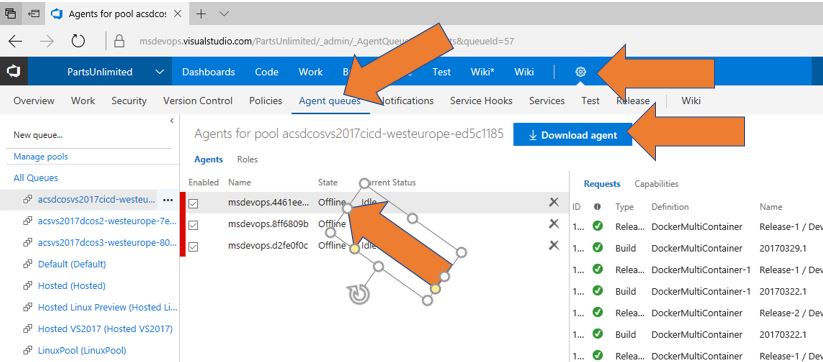 Agents for pool acsdcos
msdevops.visualstudio.com/PartsUnlimited/_admin/_AgentQueu ts&queueId=57
PartsUnlimited Dashboards Code Work B Test Wiki* Wiki
Overview Work Security Version Control Policies Agent queues Notifications Service Hooks Services Test Release Wiki
New queue...
Manage pools
All Queues
acsdcosvs2017cicd-westeu... ...
acsvs2017dcos2-westeurope-7e...
acsvs2017dcos3-westeurope-80...
Default (Default)
Hosted (Hosted)
Hosted Linux Preview (Hosted Li...
Hosted VS2017 (Hosted VS2017)
LinuxPool (LinuxPool)
Agents for pool acsdcosvs2017cicd-westeurope-ed5c1185 Download agent
Agents Roles
Enabled Name State Current Status
msdevops.4461ee... Offline Idle
msdevops.8ff6809b Offline
msdevops.d2fe0f0c Offline Idle
Requests Capabilities
ID Type Definition Name
1... Relea... DockerMultiContainer Release-1 / Dev
1... Build DockerMultiContainer 20170329.1
1... Relea... DockerMultiContainer-1 Release-1 / Dev
1... Build DockerMultiContainer-1 20170322.1
1... Relea... DockerMultiContainer Release-2 / Dev
1... Build DockerMultiContainer 20170322.1
1... Relea... DockerMultiContainer Release-1 / Dev